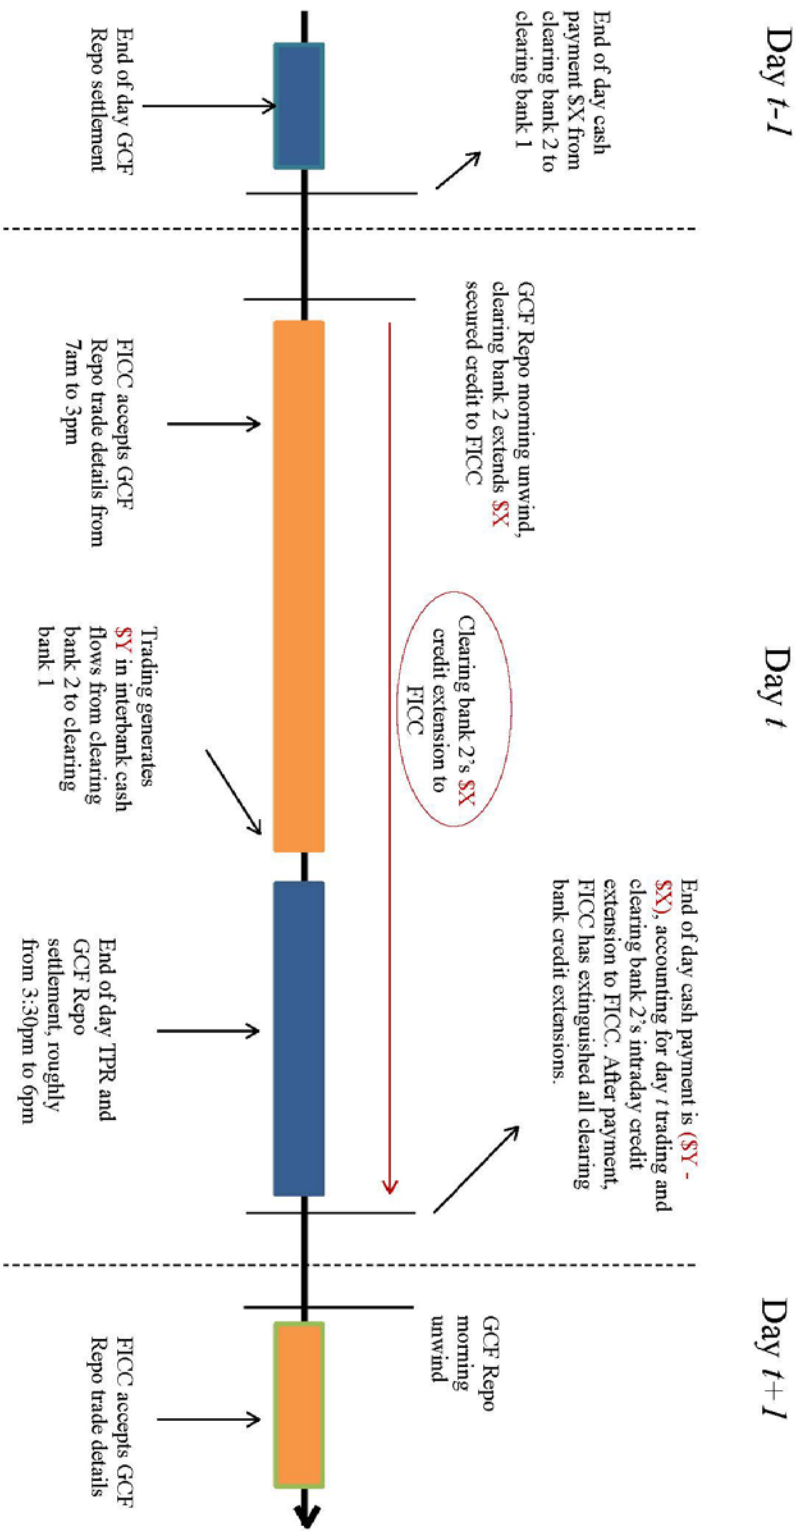 Day t-1
Day t
Day t+1
End of day cash
payment $X from
clearing bank 2 to
clearing bank 1
GCF Repo morning unwind,
clearing bank 2 extends $X
secured credit to FICC
Clearing bank 2's $X
credit extension to
FICC
End of day cash payment is ($Y -
$X), accounting for day t trading and
clearing bank 2's intraday credit
extension to FICC. After payment,
FICC has extinguished all clearing
bank credit extensions.
GCF Repo
morning
unwind
End of day GCF
Repo settlement
FICC accepts GCF
Repo trade details from
7am to 3pm
Trading generates
$Y in interbank cash
flows from clearing
bank 2 to clearing
bank 1
End of day TPR and
GCF Repo
settlement, roughly
from 3:30pm to 6pm
FICC accepts GCF
Repo trade details